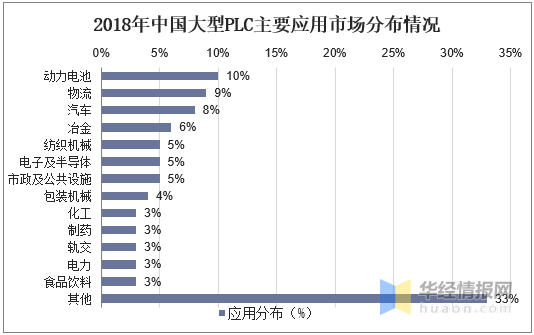 2018年中国大型PLC主要应用市场分布情况
0% 5% 10% 15% 20% 25% 30% 35%
动力电池 10%
物流 9%
汽车 8%
冶金 6%
纺织机械 5%
电子及半导体 5%
市政及公共设施 5%
包装机械 4%
化工 3%
制药 3%
轨交 3%
电力 3%
食品饮料 3%
其他 33%
应用分布（%）
华经情报网
huaon.com